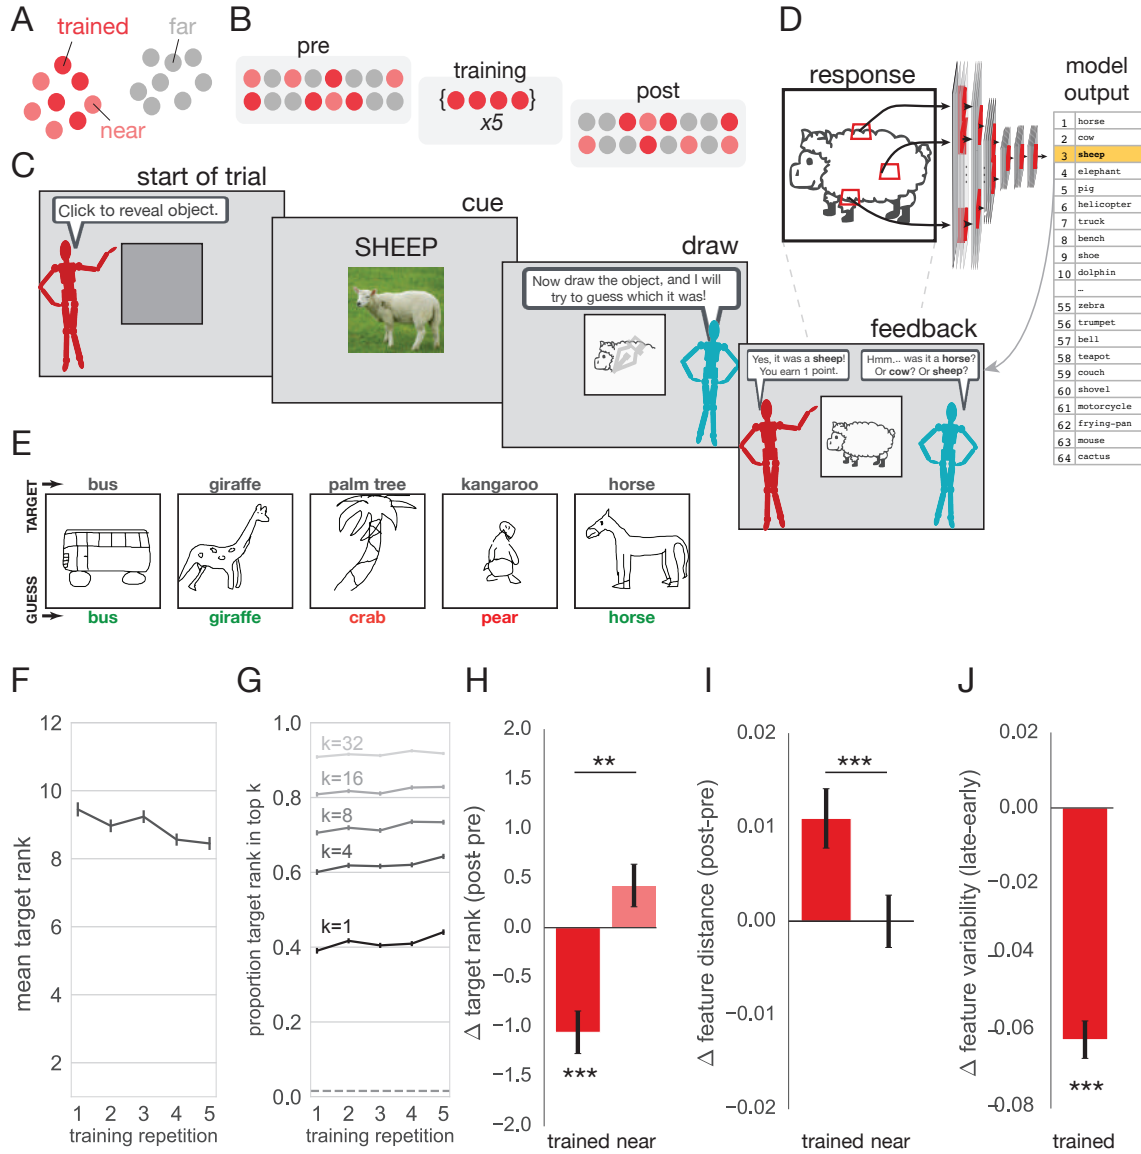 A
trained
far
near
B
pre
training
{ }
x5
post
C
start of trial
Click to reveal object.
cue
SHEEP
draw
Now draw the object, and I will
try to guess which it was!
feedback
Yes, it was a sheep!
You earn 1 point.
Hmm... was it a horse?
Or cow? Or sheep?
D
response
model
output
1 horse
2 cow
3 sheep
4 elephant
5 pig
6 helicopter
7 truck
8 bench
9 shoe
10 dolphin
…
55 zebra
56 trumpet
57 bell
58 teapot
59 couch
60 shovel
61 motorcycle
62 frying-pan
63 mouse
64 cactus
E
TARGET
bus giraffe palm tree kangaroo horse
GUESS
bus giraffe crab pear horse
F
mean target rank
12
10
8
6
4
2
1 2 3 4 5
training repetition
G
proportion target rank in top k
1.0
0.8
0.6
0.4
0.2
0.0
k=32
k=16
k=8
k=4
k=1
1 2 3 4 5
training repetition
H
Δ target rank (post-pre)
2.0
1.5
1.0
0.5
0.0
−0.5
−1.0
−1.5
−2.0
**
***
trained near
I
Δ feature distance (post-pre)
0.02
0.01
0.00
−0.01
−0.02
***
trained near
J
Δ feature variability (late-early)
0.02
0.00
−0.02
−0.04
−0.06
−0.08
***
trained